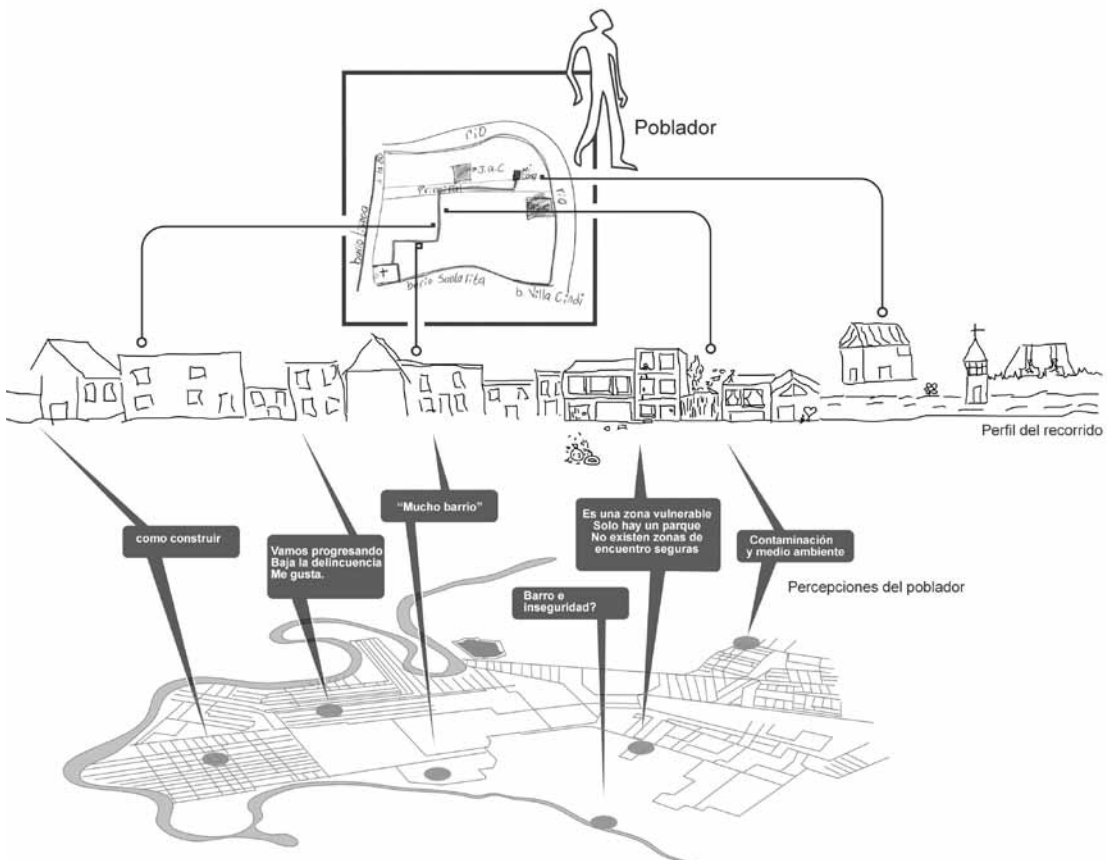 Poblador
rio
J.a.C
Mi
Principal
rio
barrio Santa rita
b. Villa Cindi
Perfil del recorrido
"Mucho barrio"
como construir
Vamos progresando
Baja la delincuencia
Me gusta.
Es una zona vulnerable
Solo hay un parque
No existen zonas de
encuentro seguras
Contaminación
y medio ambiente
Percepciones del poblador
Barro e
inseguridad?